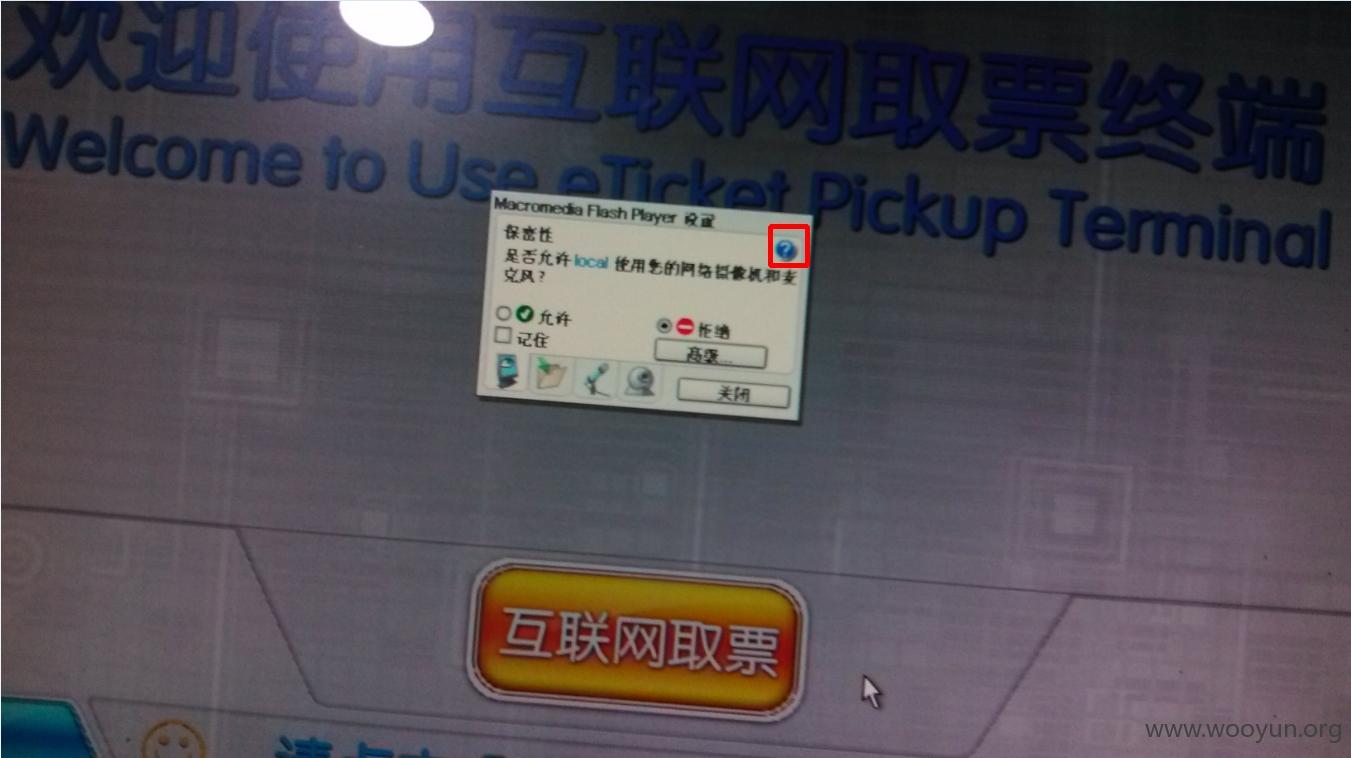 欢迎使用互联网取票终端
Welcome to Use eTicket Pickup Terminal
Macromedia Flash Player 设置
保密性
是否允许 local 使用您的网络摄像机和麦
克风?
允许
拒绝
记住
高级...
关闭
互联网取票
请点击
www.wooyun.org